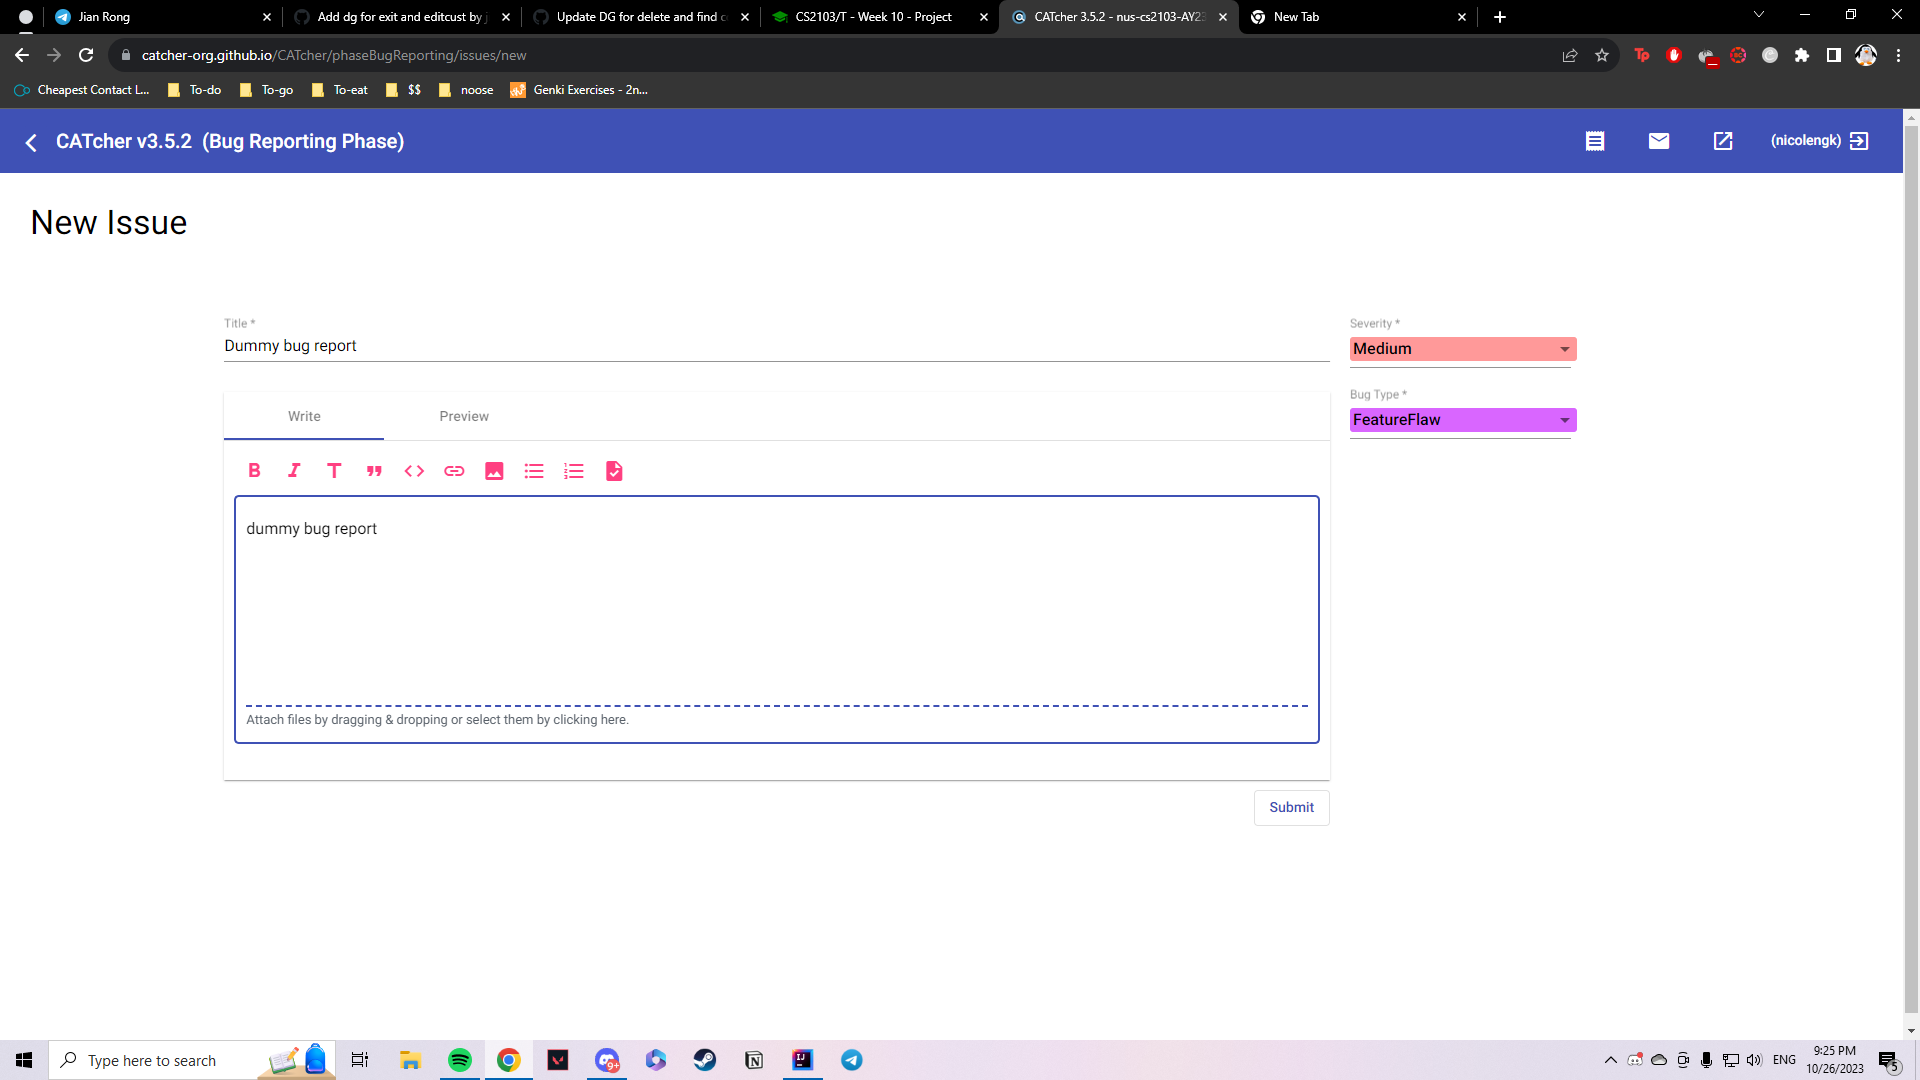 Jian Rong
Add dg for exit and editcust by
Update DG for delete and find
CS2103/T - Week 10 - Project
CATcher 3.5.2 - nus-cs2103-AY23
New Tab
catcher-org.github.io/CATcher/phaseBugReporting/issues/new
Tp
Cheapest Contact L...
To-do
To-go
To-eat
$$
noose
Genki Exercises - 2n...
CATcher v3.5.2 (Bug Reporting Phase)
(nicolengk)
New Issue
Title *
Dummy bug report
Severity *
Medium
Bug Type *
FeatureFlaw
Write
Preview
dummy bug report
Attach files by dragging & dropping or select them by clicking here.
Submit
Type here to search
9+
IJ
ENG
9:25 PM
10/26/2023
5